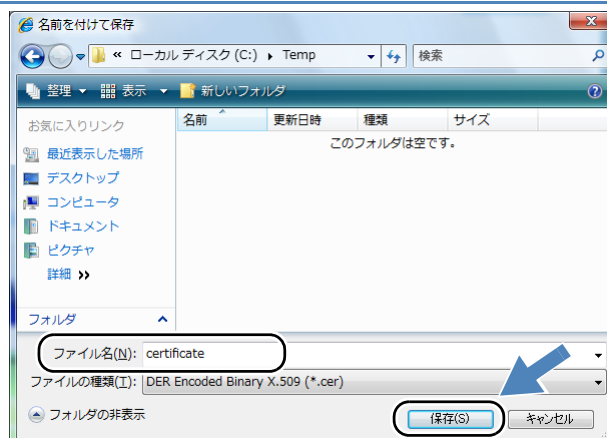 名前を付けて保存
« ローカル ディスク (C:) ▸ Temp
検索
整理 表示 新しいフォルダ
お気に入りリンク
最近表示した場所
デスクトップ
コンピュータ
ドキュメント
ピクチャ
詳細 »
フォルダ
名前 更新日時 種類 サイズ
このフォルダは空です。
ファイル名(N): certificate
ファイルの種類(T): DER Encoded Binary X.509 (*.cer)
フォルダの非表示
保存(S) キャンセル